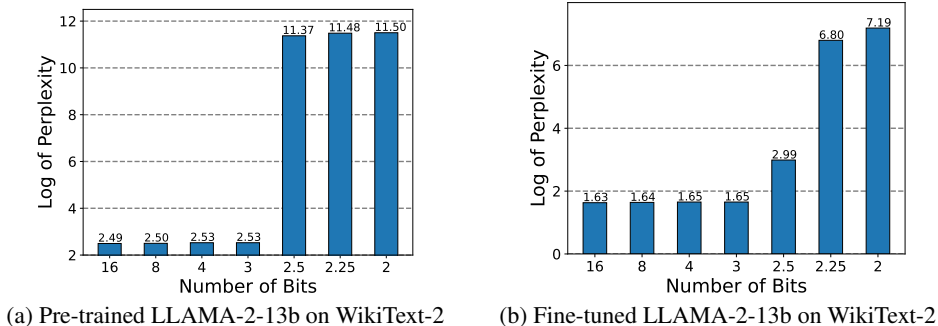 12
10
8
6
4
2
Log of Perplexity
2.49 2.50 2.53 2.53 11.37 11.48 11.50
16 8 4 3 2.5 2.25 2
Number of Bits
(a) Pre-trained LLAMA-2-13b on WikiText-2
6
4
2
0
Log of Perplexity
1.63 1.64 1.65 1.65 2.99 6.80 7.19
16 8 4 3 2.5 2.25 2
Number of Bits
(b) Fine-tuned LLAMA-2-13b on WikiText-2